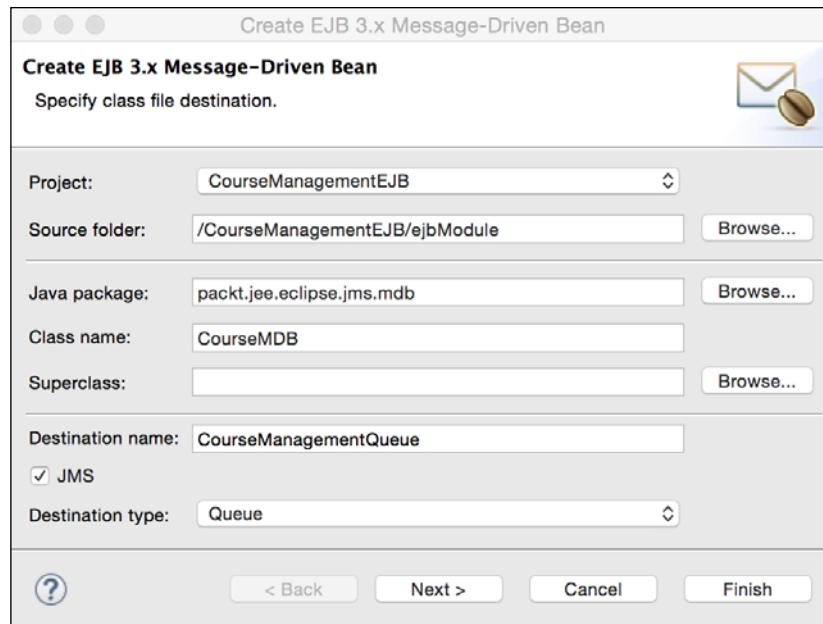 Create EJB 3.x Message-Driven Bean
Create EJB 3.x Message-Driven Bean
Specify class file destination.
Project: CourseManagementEJB
Source folder: /CourseManagementEJB/ejbModule Browse...
Java package: packt.jee.eclipse.jms.mdb Browse...
Class name: CourseMDB
Superclass: Browse...
Destination name: CourseManagementQueue
JMS
Destination type: Queue
? < Back Next > Cancel Finish